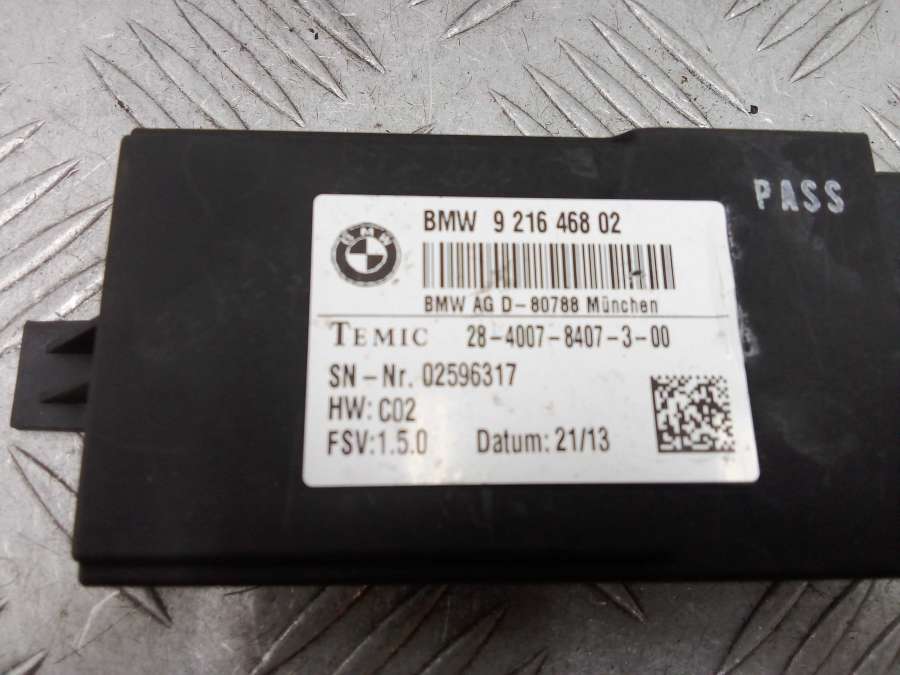 PASS
BMW
BMW 9 216 468 02
BMW AG D-80788 München
TEMIC 28-4007-8407-3-00
SN-Nr. 02596317
HW: C02
FSV:1.5.0 Datum: 21/13